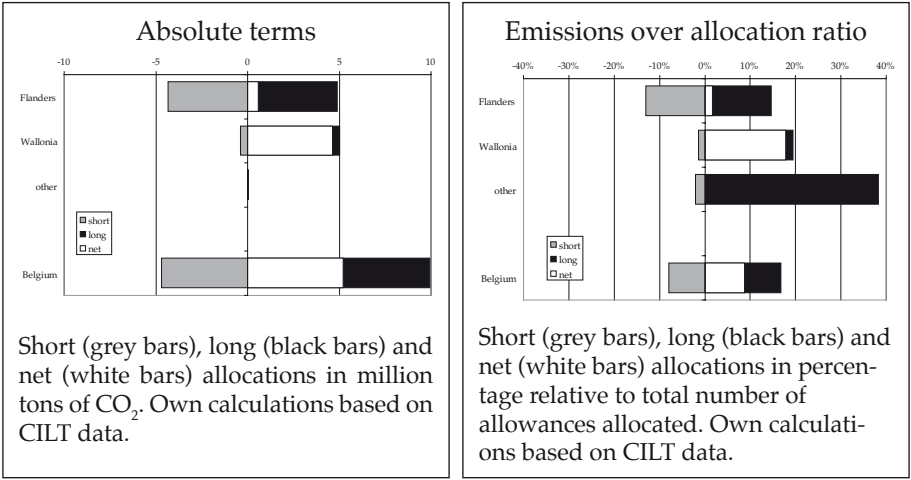 Absolute terms
-10 -5 0 5 10
Flanders
Wallonia
other
short
long
net
Belgium
Short (grey bars), long (black bars) and
net (white bars) allocations in million
tons of CO₂. Own calculations based on
CILT data.
Emissions over allocation ratio
-40% -30% -20% -10% 0% 10% 20% 30% 40%
Flanders
Wallonia
other
short
long
net
Belgium
Short (grey bars), long (black bars) and
net (white bars) allocations in percen-
tage relative to total number of
allowances allocated. Own calculati-
ons based on CILT data.